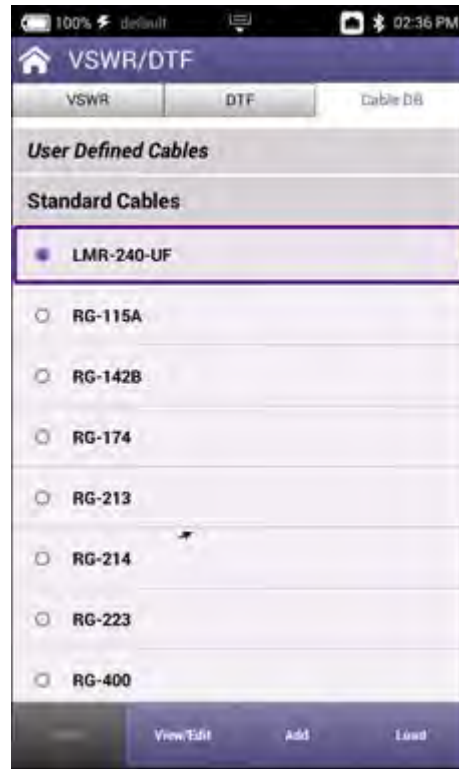 100% default 02:36 PM
VSWR/DTF
VSWR DTF Cable DB
User Defined Cables
Standard Cables
LMR-240-UF
RG-115A
RG-142B
RG-174
RG-213
RG-214
RG-223
RG-400
View/Edit Add Load